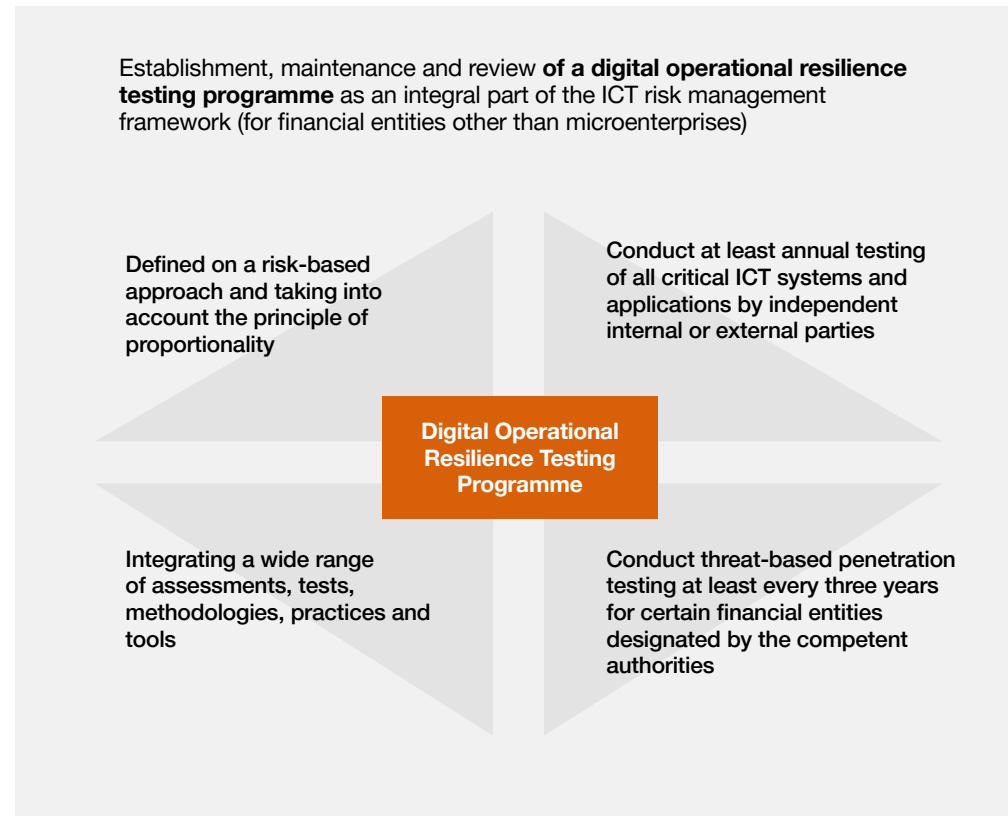 Establishment, maintenance and review of a digital operational resilience
testing programme as an integral part of the ICT risk management
framework (for financial entities other than microenterprises)
Defined on a risk-based
approach and taking into
account the principle of
proportionality
Conduct at least annual testing
of all critical ICT systems and
applications by independent
internal or external parties
Digital Operational
Resilience Testing
Programme
Integrating a wide range
of assessments, tests,
methodologies, practices and
tools
Conduct threat-based penetration
testing at least every three years
for certain financial entities
designated by the competent
authorities